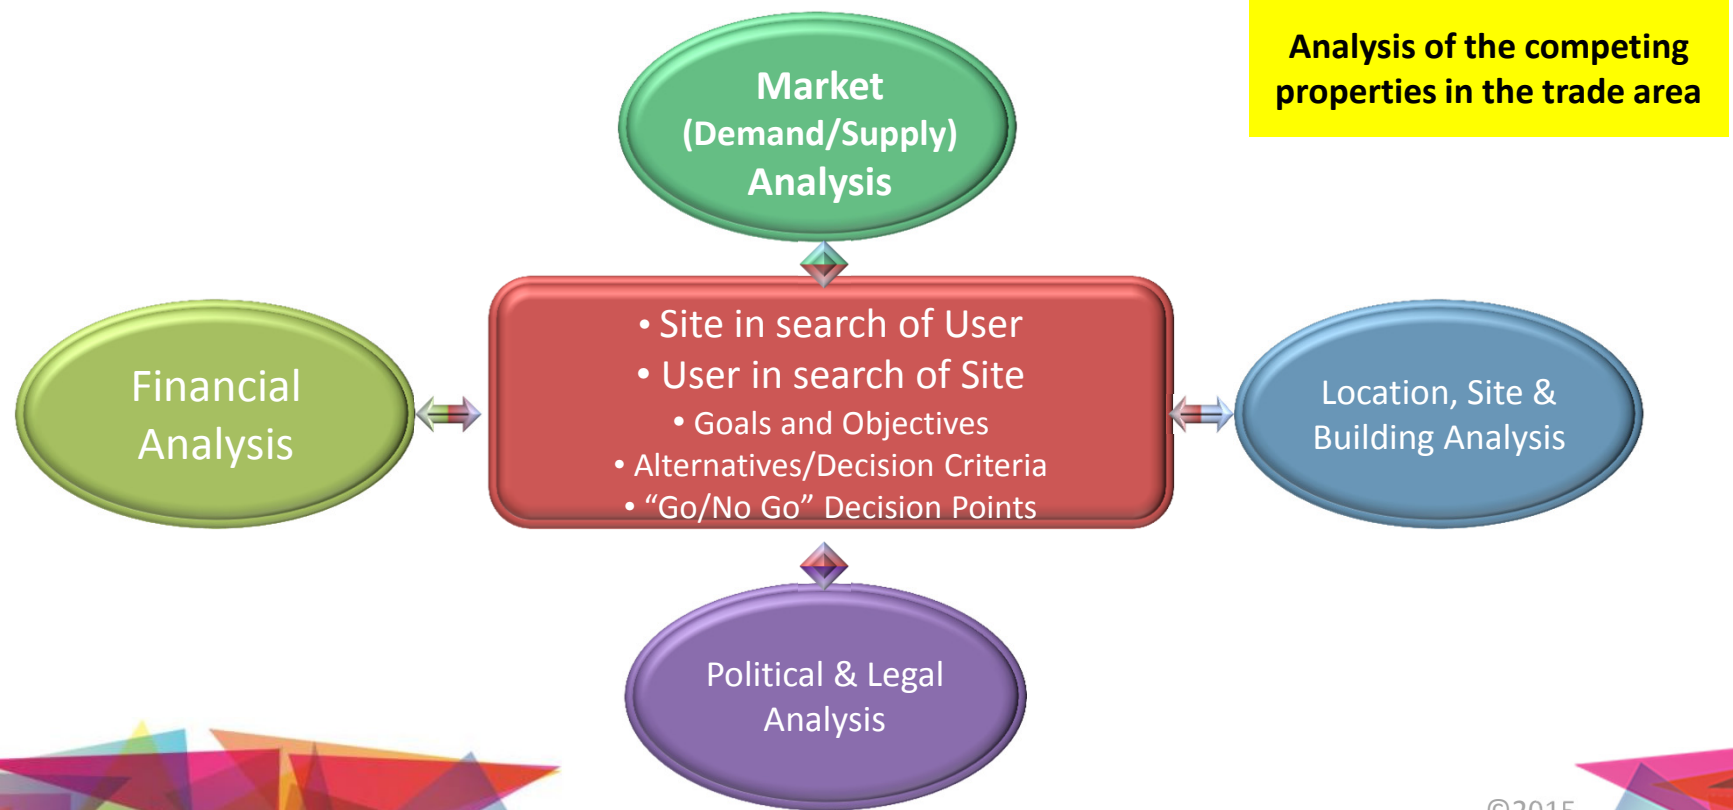 Analysis of the competing
properties in the trade area
Market
(Demand/Supply)
Analysis
• Site in search of User
• User in search of Site
• Goals and Objectives
• Alternatives/Decision Criteria
• “Go/No Go” Decision Points
Financial
Analysis
Location, Site &
Building Analysis
Political & Legal
Analysis
©2015